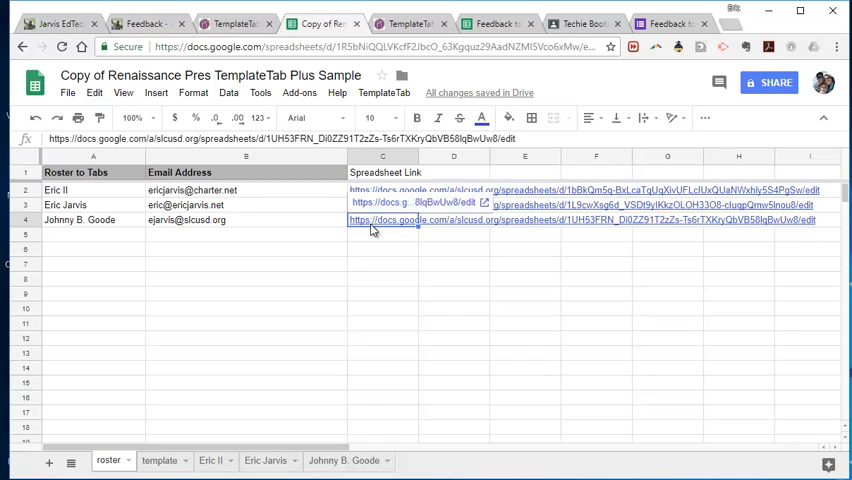 Eric
Jarvis EdTec
Feedback -
TemplateTab
Copy of Ren
TemplateTab
Feedback to
Techie Boot
Feedback to
Secure
https://docs.google.com/spreadsheets/d/1R5bNiQQLVKcfF2JbcO_63Kgquz29AadNZMI5Vco6xMw/e...
Copy of Renaissance Pres TemplateTab Plus Sample
File Edit View Insert Format Data Tools Add-ons Help TemplateTab All changes saved in Drive
SHARE
100% $ % .0 .00 123 Arial 10 B I S A
fx https://docs.google.com/a/slcusd.org/spreadsheets/d/1UH53FRN_Di0ZZ91T2zZs-Ts6rTXKryQbVB58lQBwUw8/edit
A B C D E F G H I
1 Roster to Tabs Email Address Spreadsheet Link
2 Eric II ericjarvis@charter.net https://docs.google.com/a/slcusd.org/spreadsheets/d/1bBkQm5q-BxLcaTgUqXivUFLcIUxQUaNWxhly5S4PgSw/edit
https://docs.g...8lqBwUw8/edit
3 Eric Jarvis eric@ericjarvis.net rg/spreadsheets/d/1L9cwXsg6d_VSDt9yIKkzOLOH33O8-cIuqpQmw5lnou8/edit
4 Johnny B. Goode ejarvis@slcusd.org https://docs.google.com/a/slcusd.org/spreadsheets/d/1UH53FRN_Di0ZZ91T2zZs-Ts6rTXKryQbVB58lQBwUw8/edit
5
6
7
8
9
10
11
12
13
14
15
16
17
18
19
roster template Eric II Eric Jarvis Johnny B. Goode